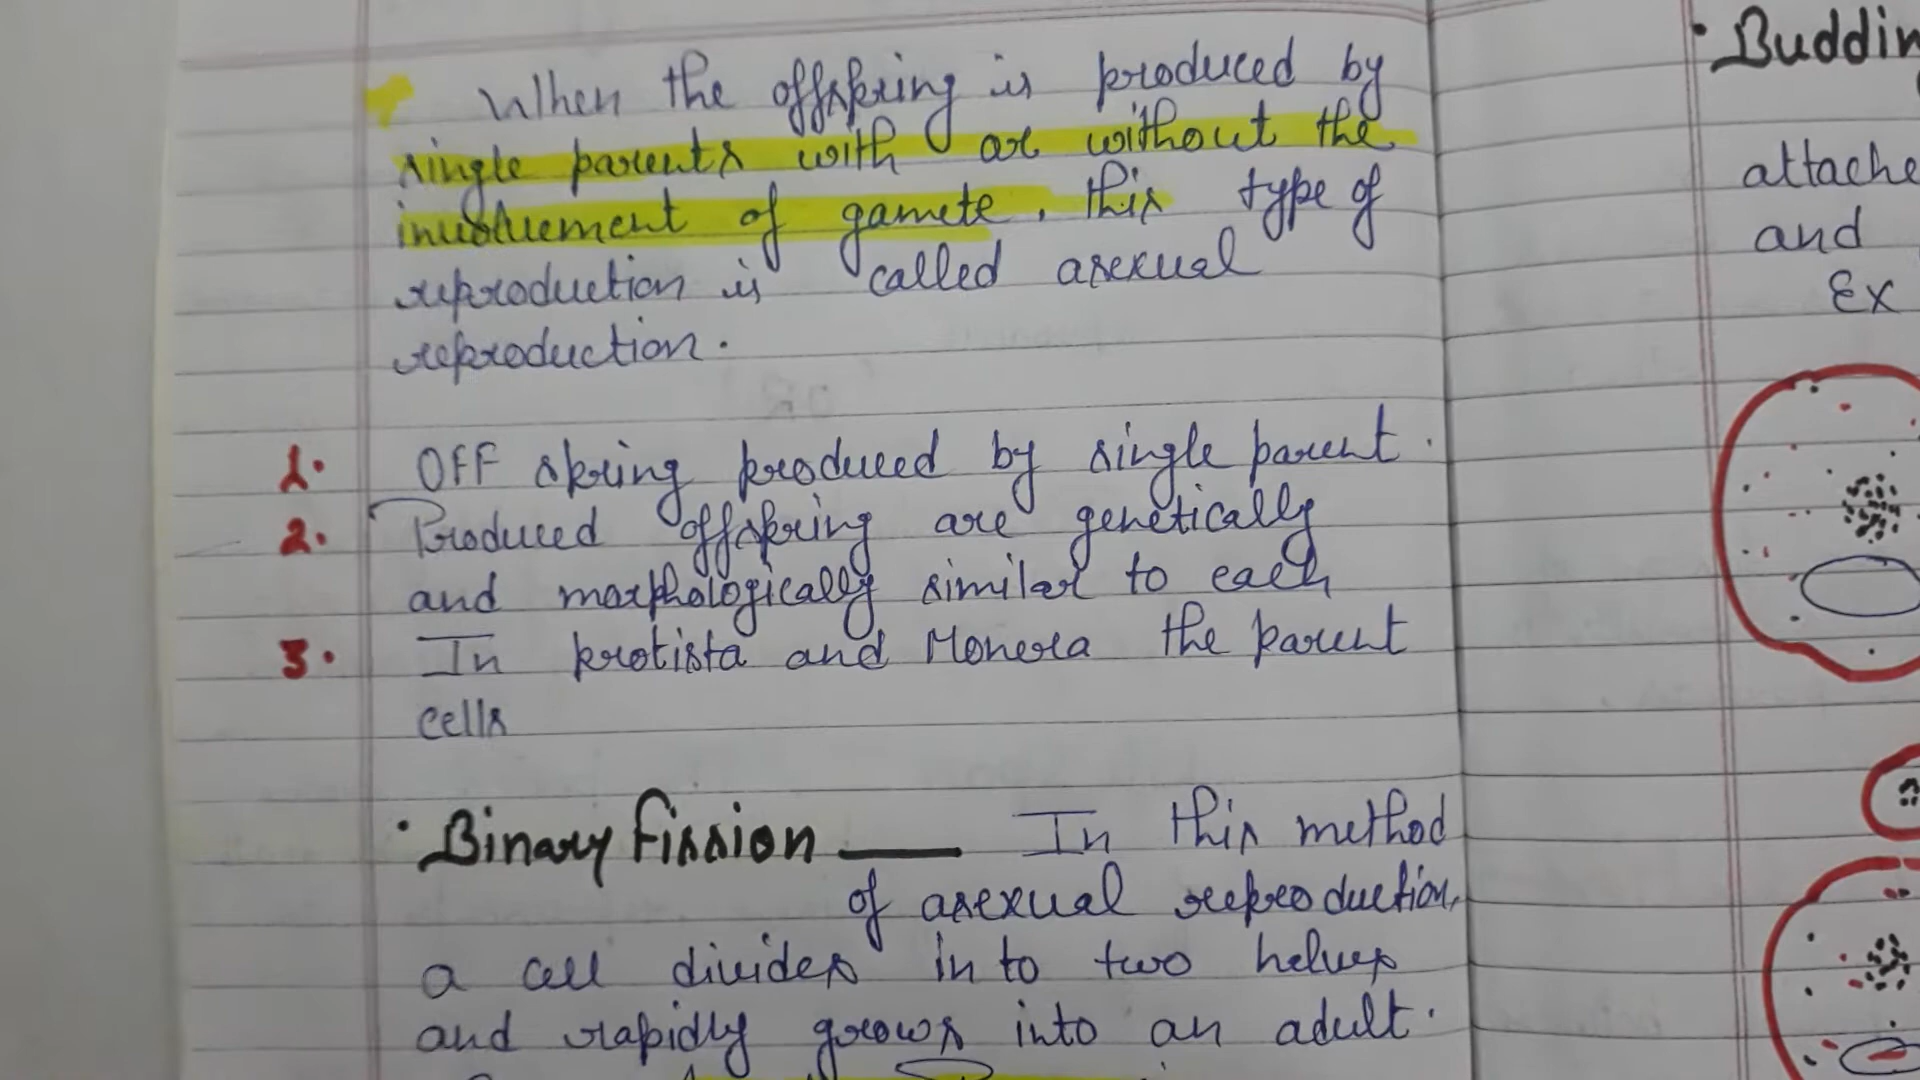 When the offspring is produced by
single parents with or without the
involvement of gamete, this type of
reproduction is called asexual
reproduction.
1. OFF spring produced by single parent.
2. Produced offspring are genetically
and morphologically similar to each
3. In protista and Monera the parent
cells
• Binary Fission — In this method
of asexual reproduction,
a cell divides in to two helves
and rapidly grows into an adult.
• Buddin
attache
and
Ex